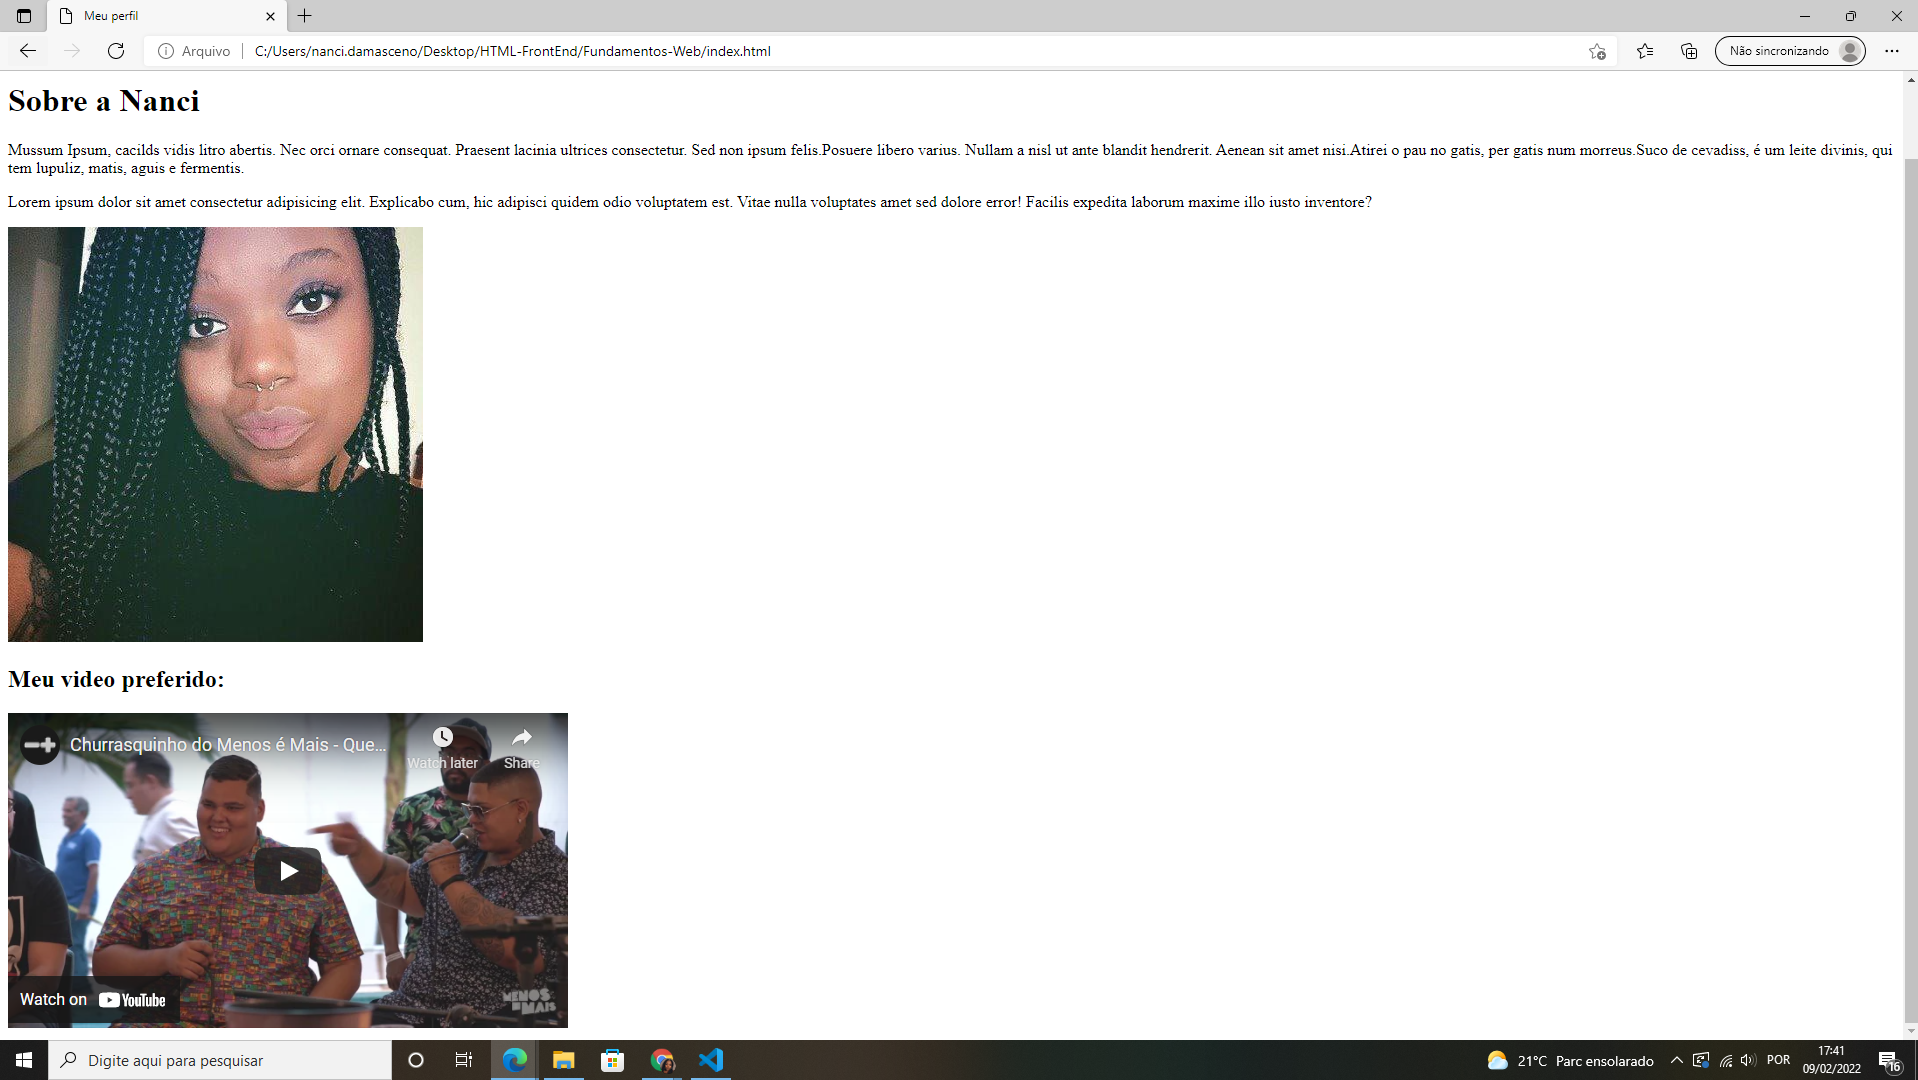 Meu perfil
Arquivo
C:/Users/nanci.damasceno/Desktop/HTML-FrontEnd/Fundamentos-Web/index.html
Não sincronizando
Sobre a Nanci
Mussum Ipsum, cacilds vidis litro abertis. Nec orci ornare consequat. Praesent lacinia ultrices consectetur. Sed non ipsum felis.Posuere libero varius. Nullam a nisl ut ante blandit hendrerit. Aenean sit amet nisi.Atirei o pau no gatis, per gatis num morreus.Suco de cevadiss, é um leite divinis, qui
tem lupuliz, matis, aguis e fermentis.
Lorem ipsum dolor sit amet consectetur adipisicing elit. Explicabo cum, hic adipisci quidem odio voluptatem est. Vitae nulla voluptates amet sed dolore error! Facilis expedita laborum maxime illo iusto inventore?
Meu video preferido:
Churrasquinho do Menos é Mais - Que...
Watch later
Share
Watch on YouTube
MENOS
É MAIS
Digite aqui para pesquisar
21°C Parc ensolarado
POR
17:41
09/02/2022
16